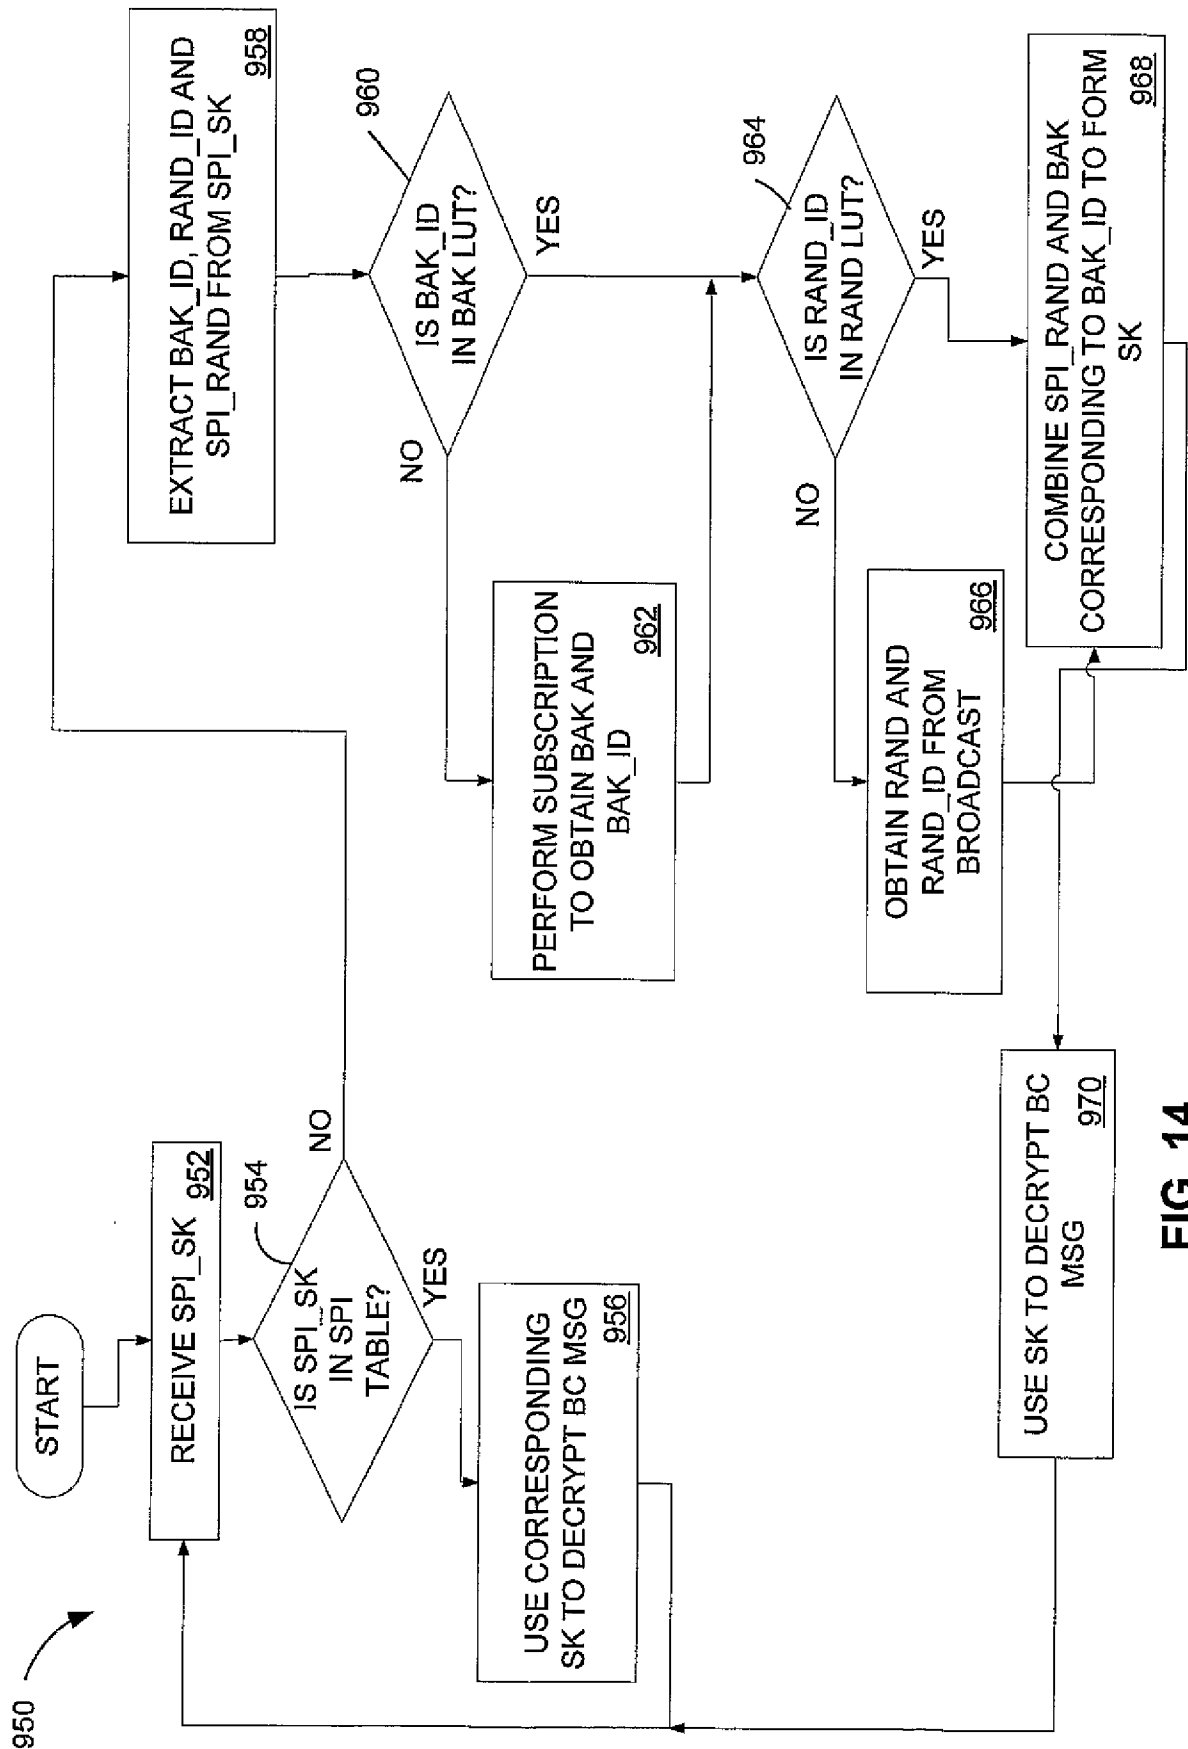 950
START
RECEIVE SPI_SK
952
954
IS SPI_SK
IN SPI
TABLE?
NO
YES
USE CORRESPONDING
SK TO DECRYPT BC MSG
956
EXTRACT BAK_ID, RAND_ID AND
SPI_RAND FROM SPI_SK
958
960
IS BAK_ID
IN BAK LUT?
NO
YES
PERFORM SUBSCRIPTION
TO OBTAIN BAK AND
BAK_ID
962
964
IS RAND_ID
IN RAND LUT?
NO
YES
OBTAIN RAND AND
RAND_ID FROM
BROADCAST
966
COMBINE SPI_RAND AND BAK
CORRESPONDING TO BAK_ID TO FORM
SK
968
USE SK TO DECRYPT BC
MSG
970
FIG. 14